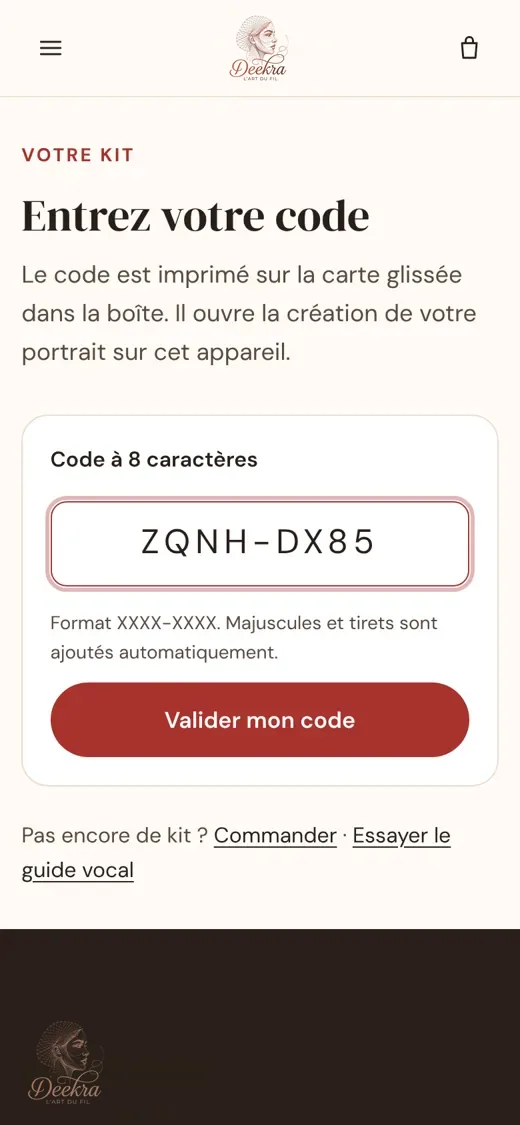 Deekra
L'ART DU FIL
VOTRE KIT
Entrez votre code
Le code est imprimé sur la carte glissée
dans la boîte. Il ouvre la création de votre
portrait sur cet appareil.
Code à 8 caractères
ZQNH-DX85
Format XXXX-XXXX. Majuscules et tirets sont
ajoutés automatiquement.
Valider mon code
Pas encore de kit ? Commander · Essayer le
guide vocal
Deekra
L'ART DU FIL